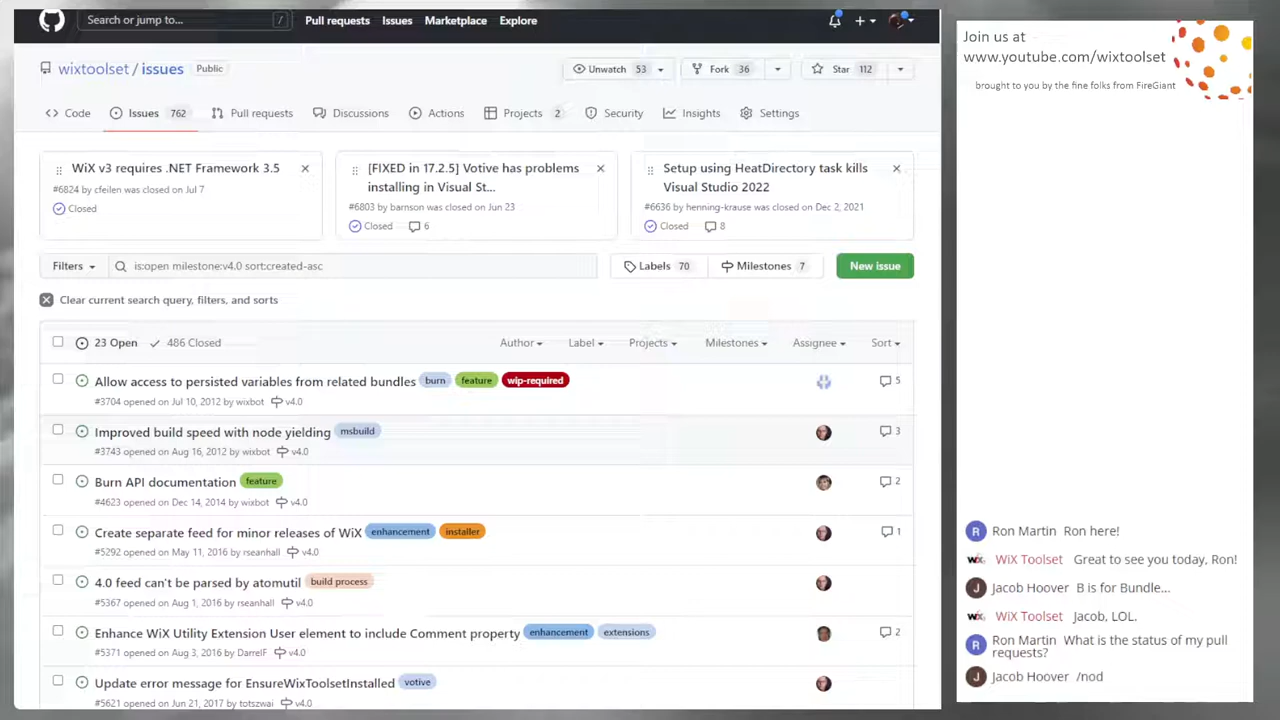 Search or jump to...
/
Pull requests
Issues
Marketplace
Explore
wixtoolset / issues
Public
Unwatch 53
Fork 36
Star 112
Code
Issues 762
Pull requests
Discussions
Actions
Projects 2
Security
Insights
Settings
WiX v3 requires .NET Framework 3.5
#6824 by cfeilen was closed on Jul 7
Closed
[FIXED in 17.2.5] Votive has problems
installing in Visual St...
#6803 by barnson was closed on Jun 23
Closed 6
Setup using HeatDirectory task kills
Visual Studio 2022
#6636 by henning-krause was closed on Dec 2, 2021
Closed 8
Filters
is:open milestone:v4.0 sort:created-asc
Labels 70
Milestones 7
New issue
Clear current search query, filters, and sorts
23 Open
486 Closed
Author
Label
Projects
Milestones
Assignee
Sort
Allow access to persisted variables from related bundles burn feature wip-required 5
#3704 opened on Jul 10, 2012 by wixbot v4.0
Improved build speed with node yielding msbuild 3
#3743 opened on Aug 16, 2012 by wixbot v4.0
Burn API documentation feature 2
#4623 opened on Dec 14, 2014 by wixbot v4.0
Create separate feed for minor releases of WiX enhancement installer 1
#5292 opened on May 11, 2016 by rseanhall v4.0
4.0 feed can't be parsed by atomutil build process
#5367 opened on Aug 1, 2016 by rseanhall v4.0
Enhance WiX Utility Extension User element to include Comment property enhancement extensions 2
#5371 opened on Aug 3, 2016 by DarrelF v4.0
Update error message for EnsureWixToolsetInstalled votive
#5621 opened on Jun 21, 2017 by totszwai v4.0
Join us at
www.youtube.com/wixtoolset
brought to you by the fine folks from FireGiant
R Ron Martin Ron here!
WiX WiX Toolset Great to see you today, Ron!
J Jacob Hoover B is for Bundle...
WiX WiX Toolset Jacob, LOL.
R Ron Martin What is the status of my pull
requests?
J Jacob Hoover /nod